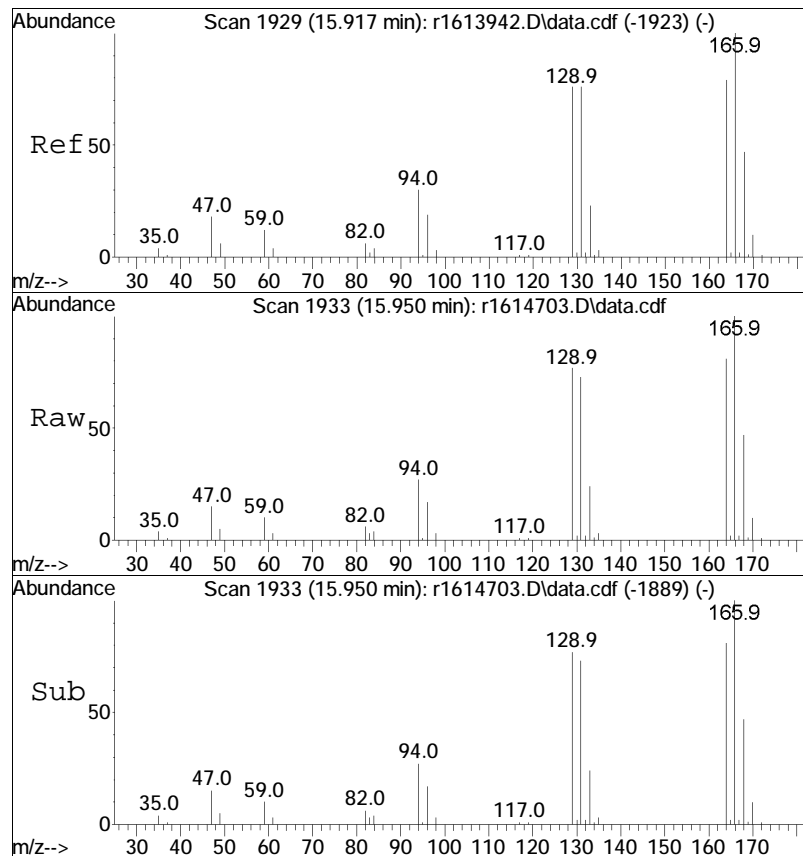 Abundance Scan 1929 (15.917 min): r1613942.D\data.cdf (-1923) (-)
165.9
128.9
Ref 50
94.0
47.0
59.0
82.0
35.0
117.0
0
30 40 50 60 70 80 90 100 110 120 130 140 150 160 170
m/z-->
Abundance Scan 1933 (15.950 min): r1614703.D\data.cdf
165.9
128.9
Raw 50
94.0
47.0
59.0
82.0
35.0
117.0
0
30 40 50 60 70 80 90 100 110 120 130 140 150 160 170
m/z-->
Abundance Scan 1933 (15.950 min): r1614703.D\data.cdf (-1889) (-)
165.9
128.9
Sub 50
94.0
47.0
59.0
82.0
35.0
117.0
0
30 40 50 60 70 80 90 100 110 120 130 140 150 160 170
m/z-->